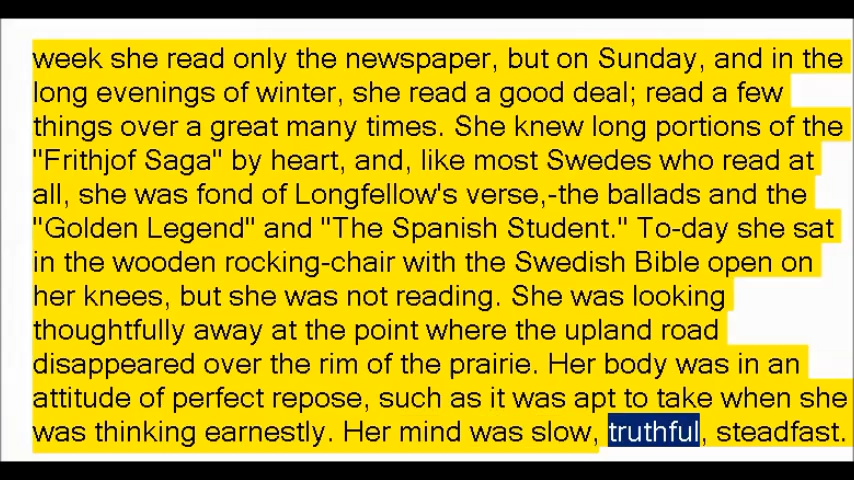 week she read only the newspaper, but on Sunday, and in the
long evenings of winter, she read a good deal; read a few
things over a great many times. She knew long portions of the
"Frithjof Saga" by heart, and, like most Swedes who read at
all, she was fond of Longfellow's verse,-the ballads and the
"Golden Legend" and "The Spanish Student." To-day she sat
in the wooden rocking-chair with the Swedish Bible open on
her knees, but she was not reading. She was looking
thoughtfully away at the point where the upland road
disappeared over the rim of the prairie. Her body was in an
attitude of perfect repose, such as it was apt to take when she
was thinking earnestly. Her mind was slow, truthful, steadfast.